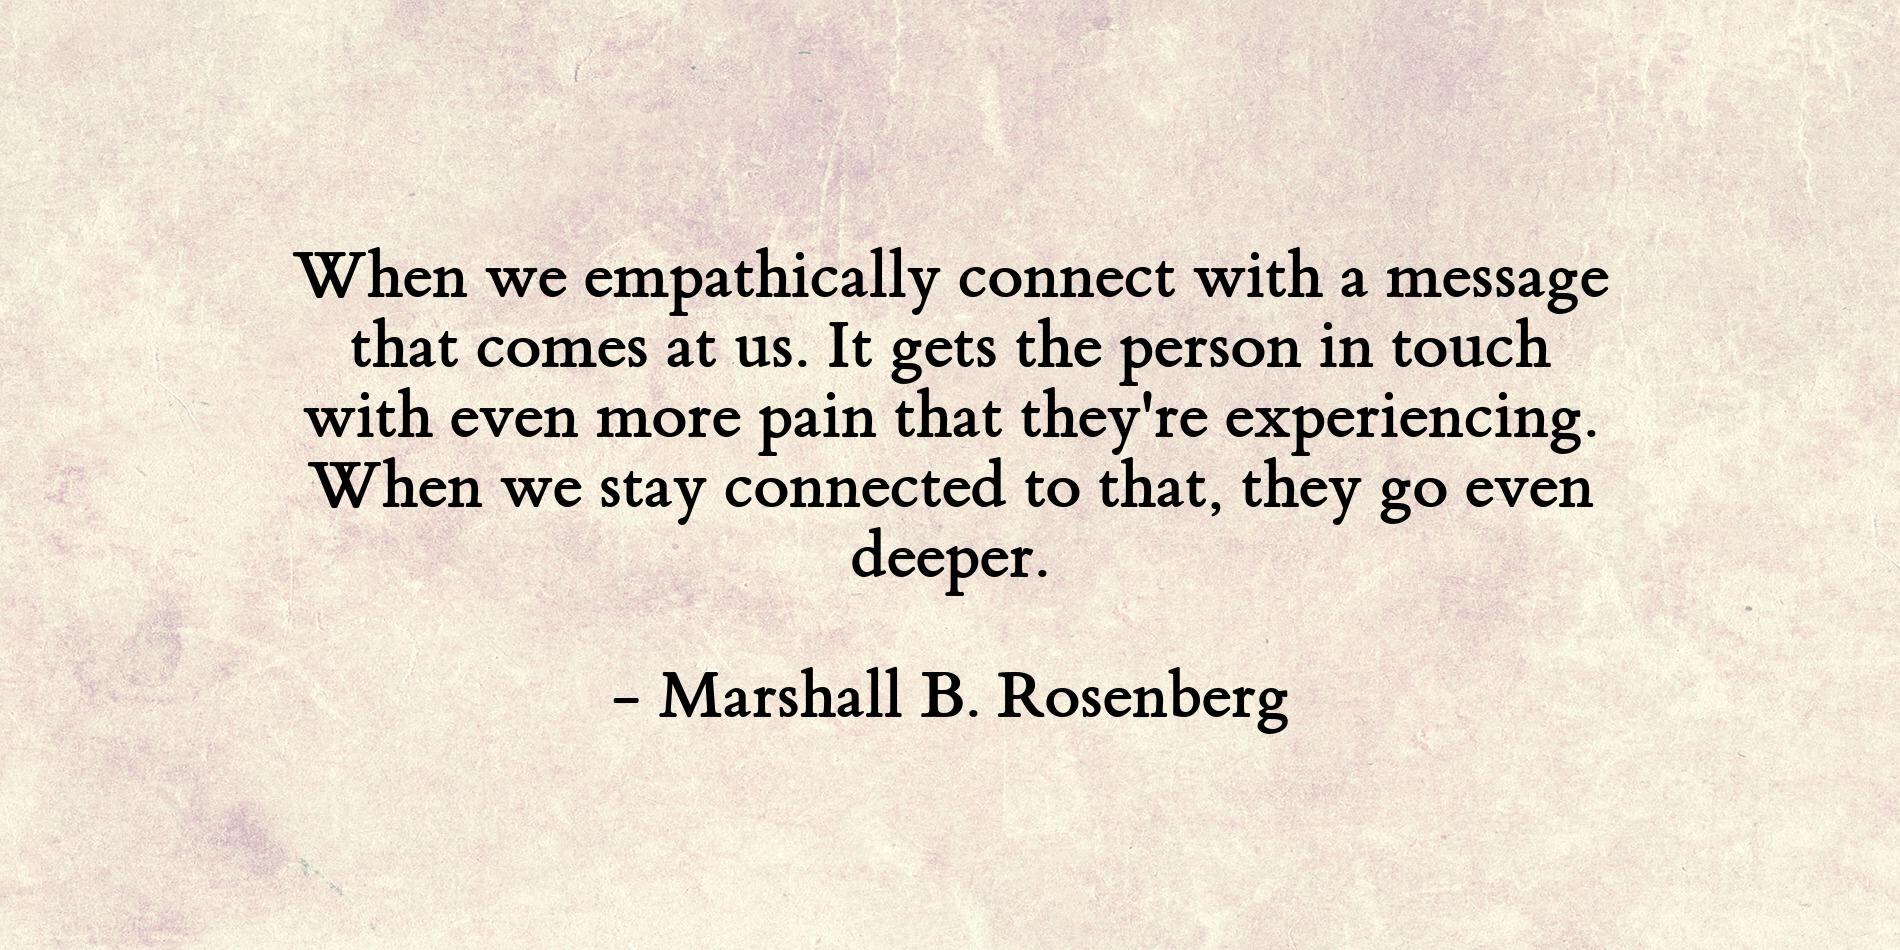 When we empathically connect with a message
that comes at us. It gets the person in touch
with even more pain that they're experiencing.
When we stay connected to that, they go even
deeper.
- Marshall B. Rosenberg